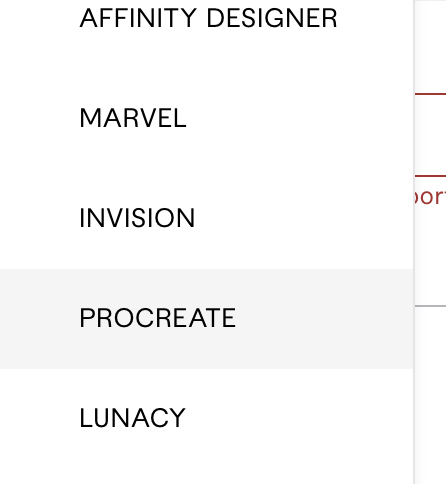 AFFINITY DESIGNER
MARVEL
INVISION
PROCREATE
LUNACY